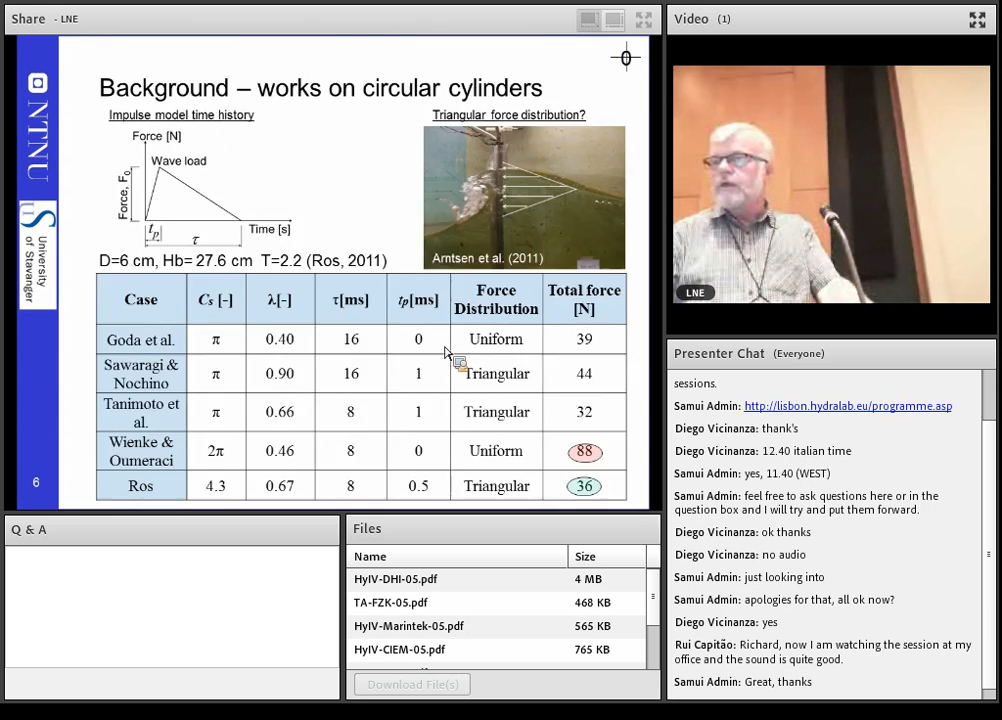 Share - LNE
NTNU
University
of Stavanger
6
Background – works on circular cylinders
Impulse model time history
Force [N]
Wave load
Force, F0
tp
τ
Time [s]
Triangular force distribution?
Arntsen et al. (2011)
D=6 cm, Hb= 27.6 cm T=2.2 (Ros, 2011)
Case Cs [-] λ[-] τ[ms] tp[ms] Force Distribution Total force [N]
Goda et al. π 0.40 16 0 Uniform 39
Sawaragi & Nochino π 0.90 16 1 Triangular 44
Tanimoto et al. π 0.66 8 1 Triangular 32
Wienke & Oumeraci 2π 0.46 8 0 Uniform 88
Ros 4.3 0.67 8 0.5 Triangular 36
Video (1)
LNE
Presenter Chat (Everyone)
sessions.
Samui Admin: http://lisbon.hydralab.eu/programme.asp
Diego Vicinanza: thank's
Diego Vicinanza: 12.40 italian time
Samui Admin: yes, 11.40 (WEST)
Samui Admin: feel free to ask questions here or in the
question box and I will try and put them forward.
Diego Vicinanza: ok thanks
Diego Vicinanza: no audio
Samui Admin: just looking into
Samui Admin: apologies for that, all ok now?
Diego Vicinanza: yes
Rui Capitão: Richard, now I am watching the session at my
office and the sound is quite good.
Samui Admin: Great, thanks
Q & A
Files
Name Size
HyIV-DHI-05.pdf 4 MB
TA-FZK-05.pdf 468 KB
HyIV-Marintek-05.pdf 565 KB
HyIV-CIEM-05.pdf 765 KB
Download File(s)